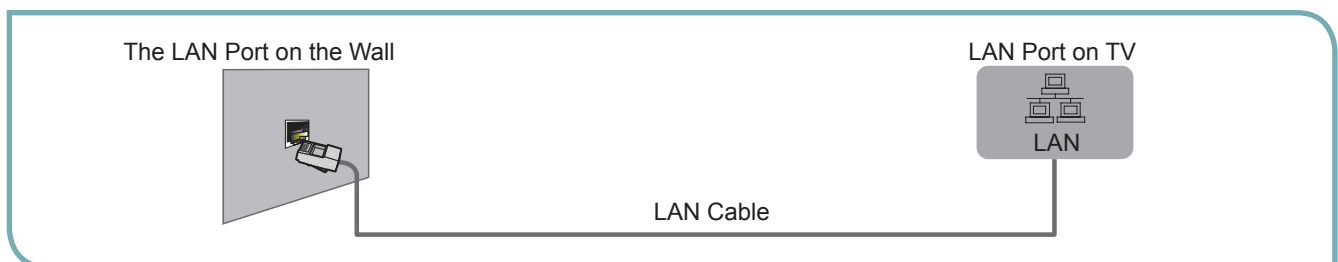 The LAN Port on the Wall
LAN Port on TV
LAN
LAN Cable